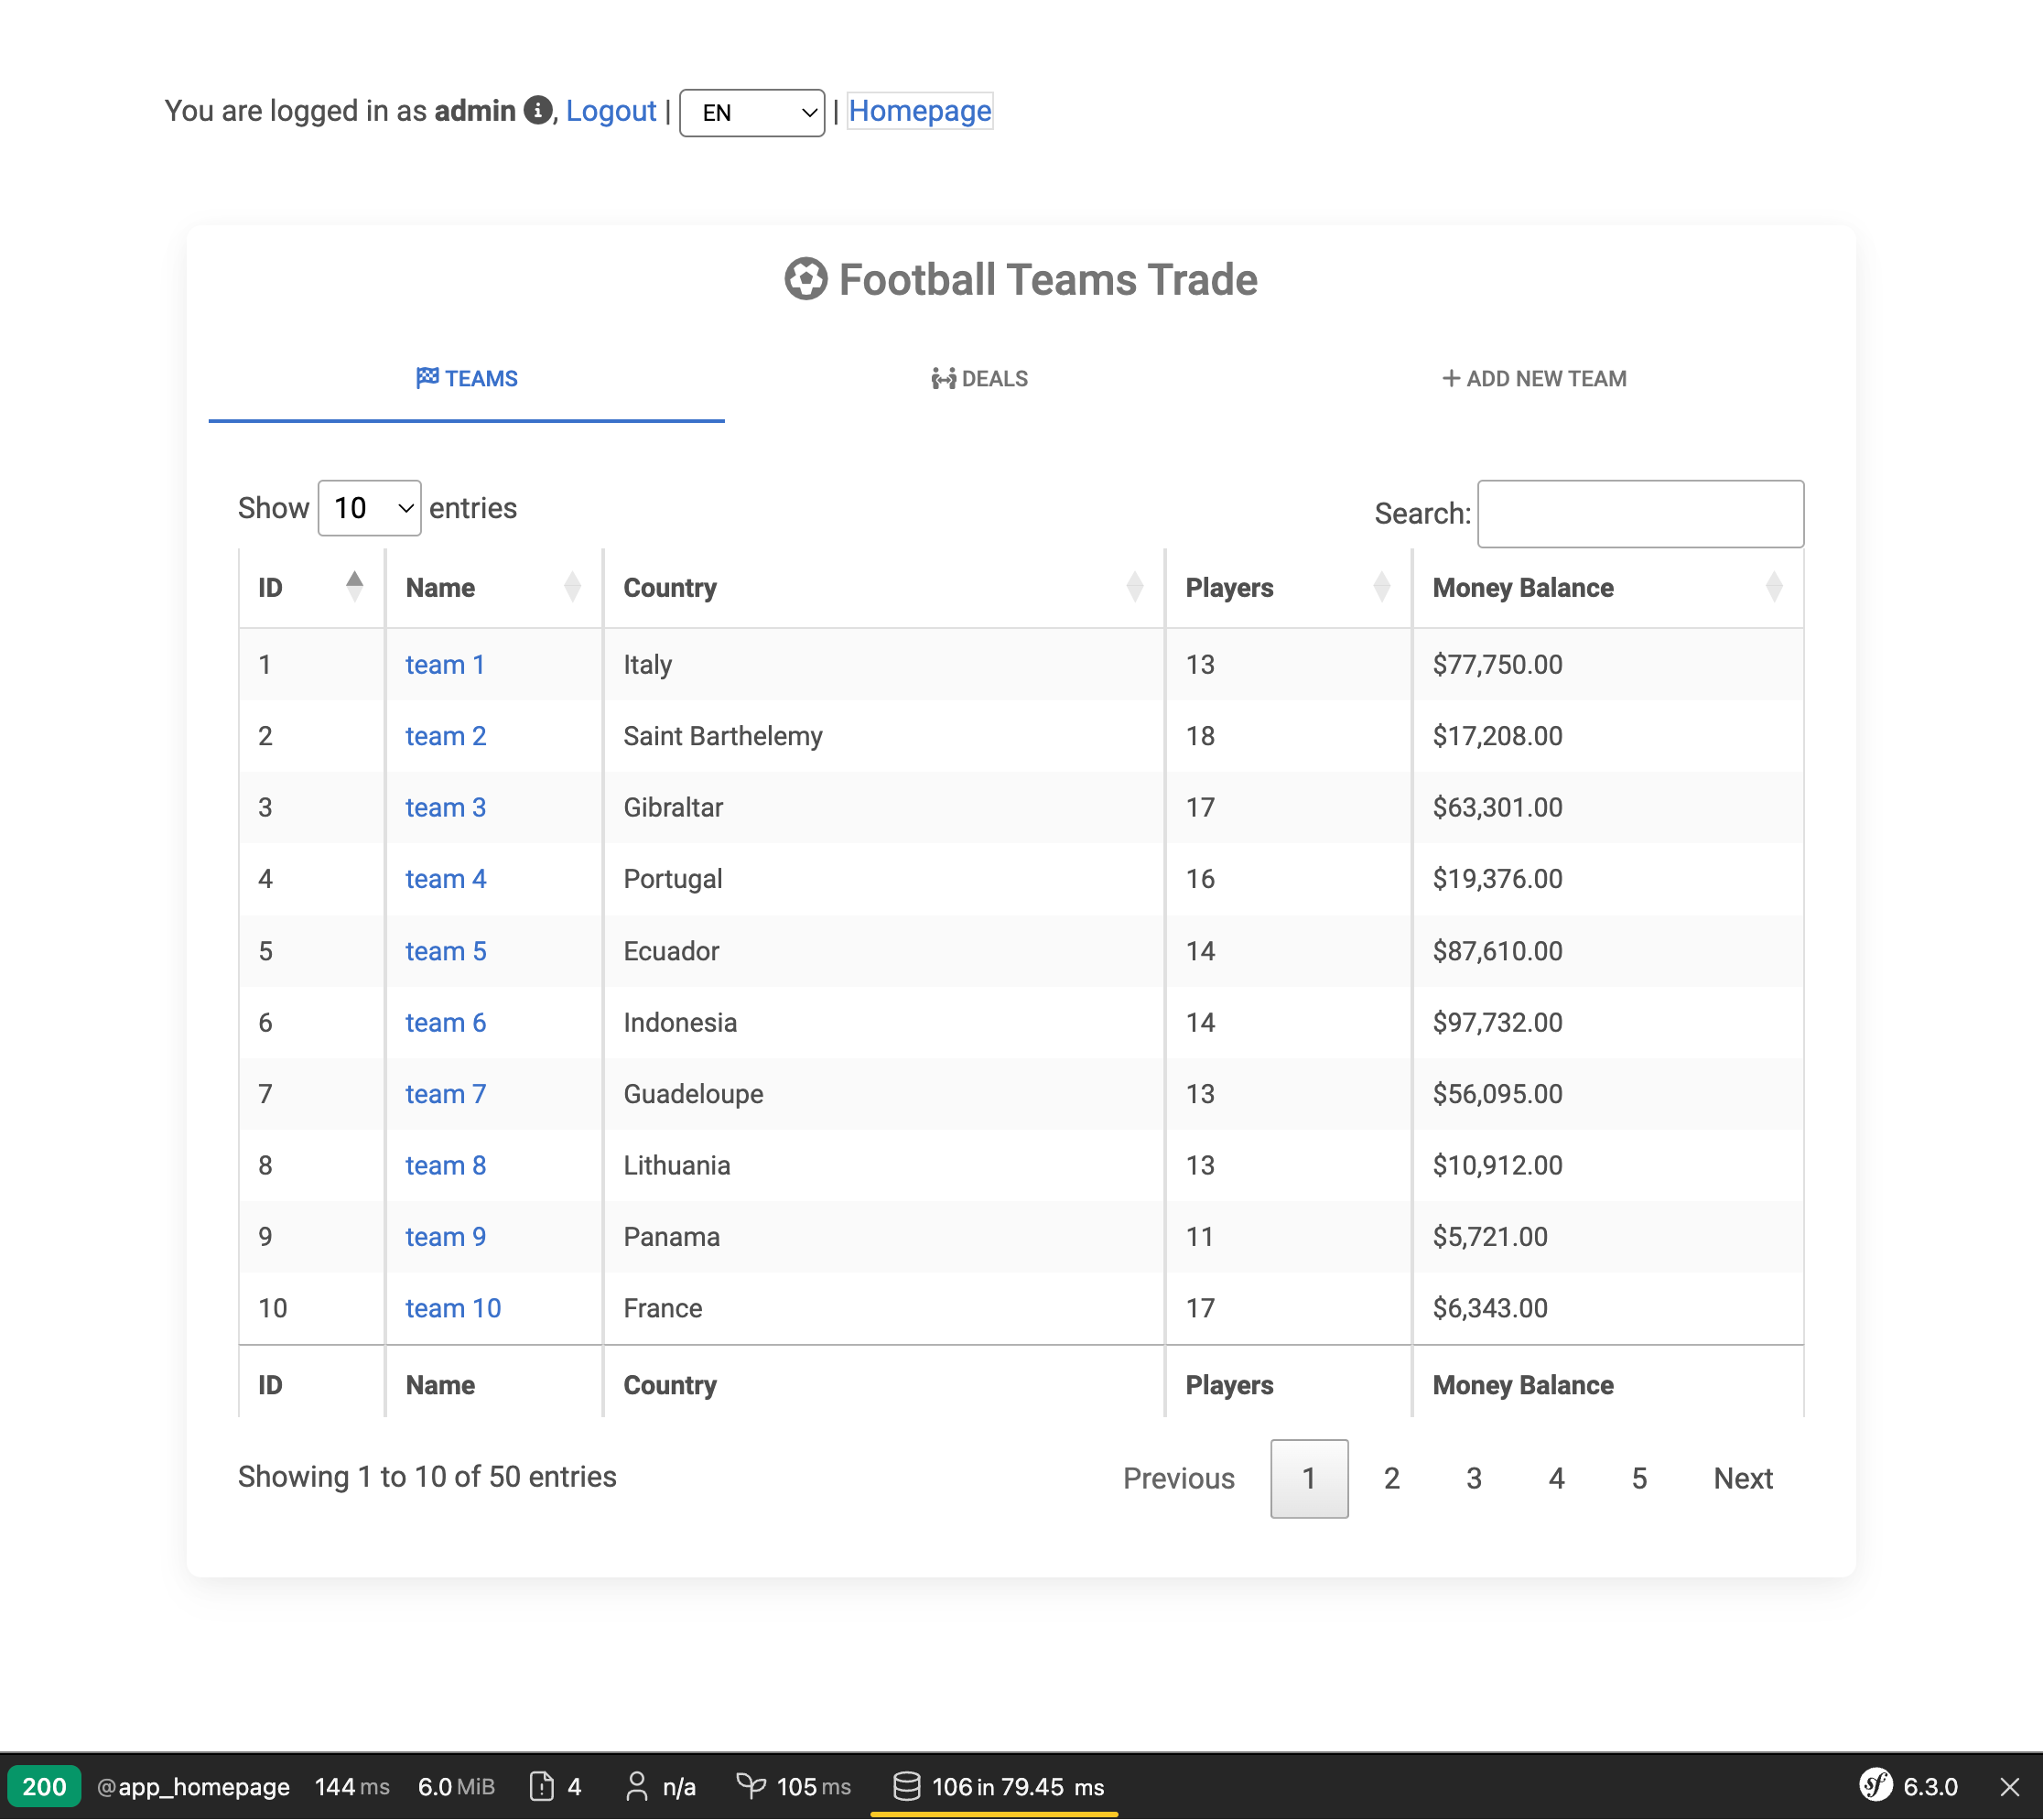 You are logged in as admin, Logout | EN | Homepage
Football Teams Trade
TEAMS DEALS + ADD NEW TEAM
Show 10 entries Search:
ID Name Country Players Money Balance
1 team 1 Italy 13 $77,750.00
2 team 2 Saint Barthelemy 18 $17,208.00
3 team 3 Gibraltar 17 $63,301.00
4 team 4 Portugal 16 $19,376.00
5 team 5 Ecuador 14 $87,610.00
6 team 6 Indonesia 14 $97,732.00
7 team 7 Guadeloupe 13 $56,095.00
8 team 8 Lithuania 13 $10,912.00
9 team 9 Panama 11 $5,721.00
10 team 10 France 17 $6,343.00
ID Name Country Players Money Balance
Showing 1 to 10 of 50 entries Previous 1 2 3 4 5 Next
200 @app_homepage 144 ms 6.0 MiB 4 n/a 105 ms 106 in 79.45 ms sf 6.3.0